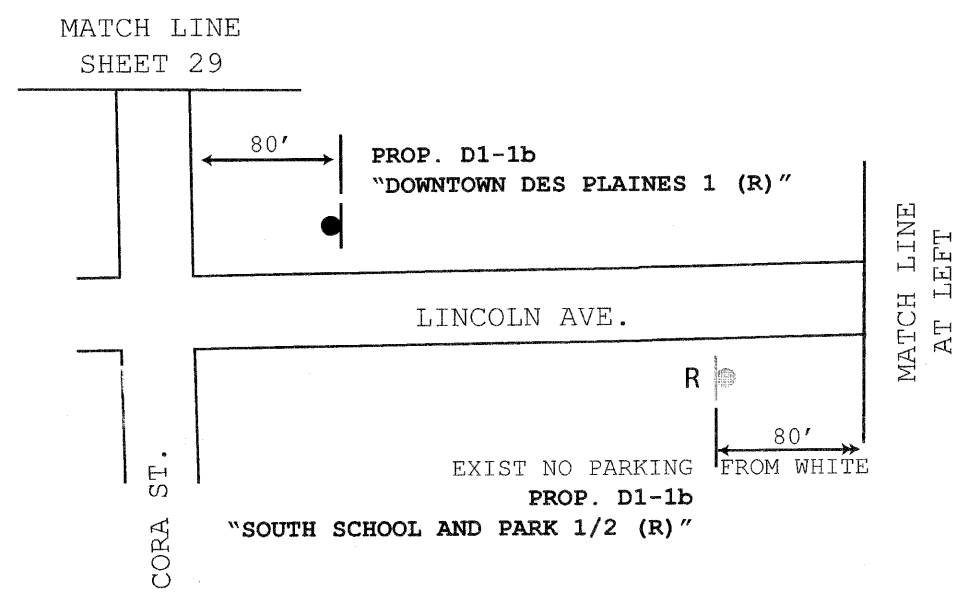 MATCH LINE
SHEET 29
80'
PROP. D1-1b
"DOWNTOWN DES PLAINES 1 (R)"
MATCH LINE
AT LEFT
LINCOLN AVE.
R
80'
EXIST NO PARKING
FROM WHITE
PROP. D1-1b
"SOUTH SCHOOL AND PARK 1/2 (R)"
CORA ST.